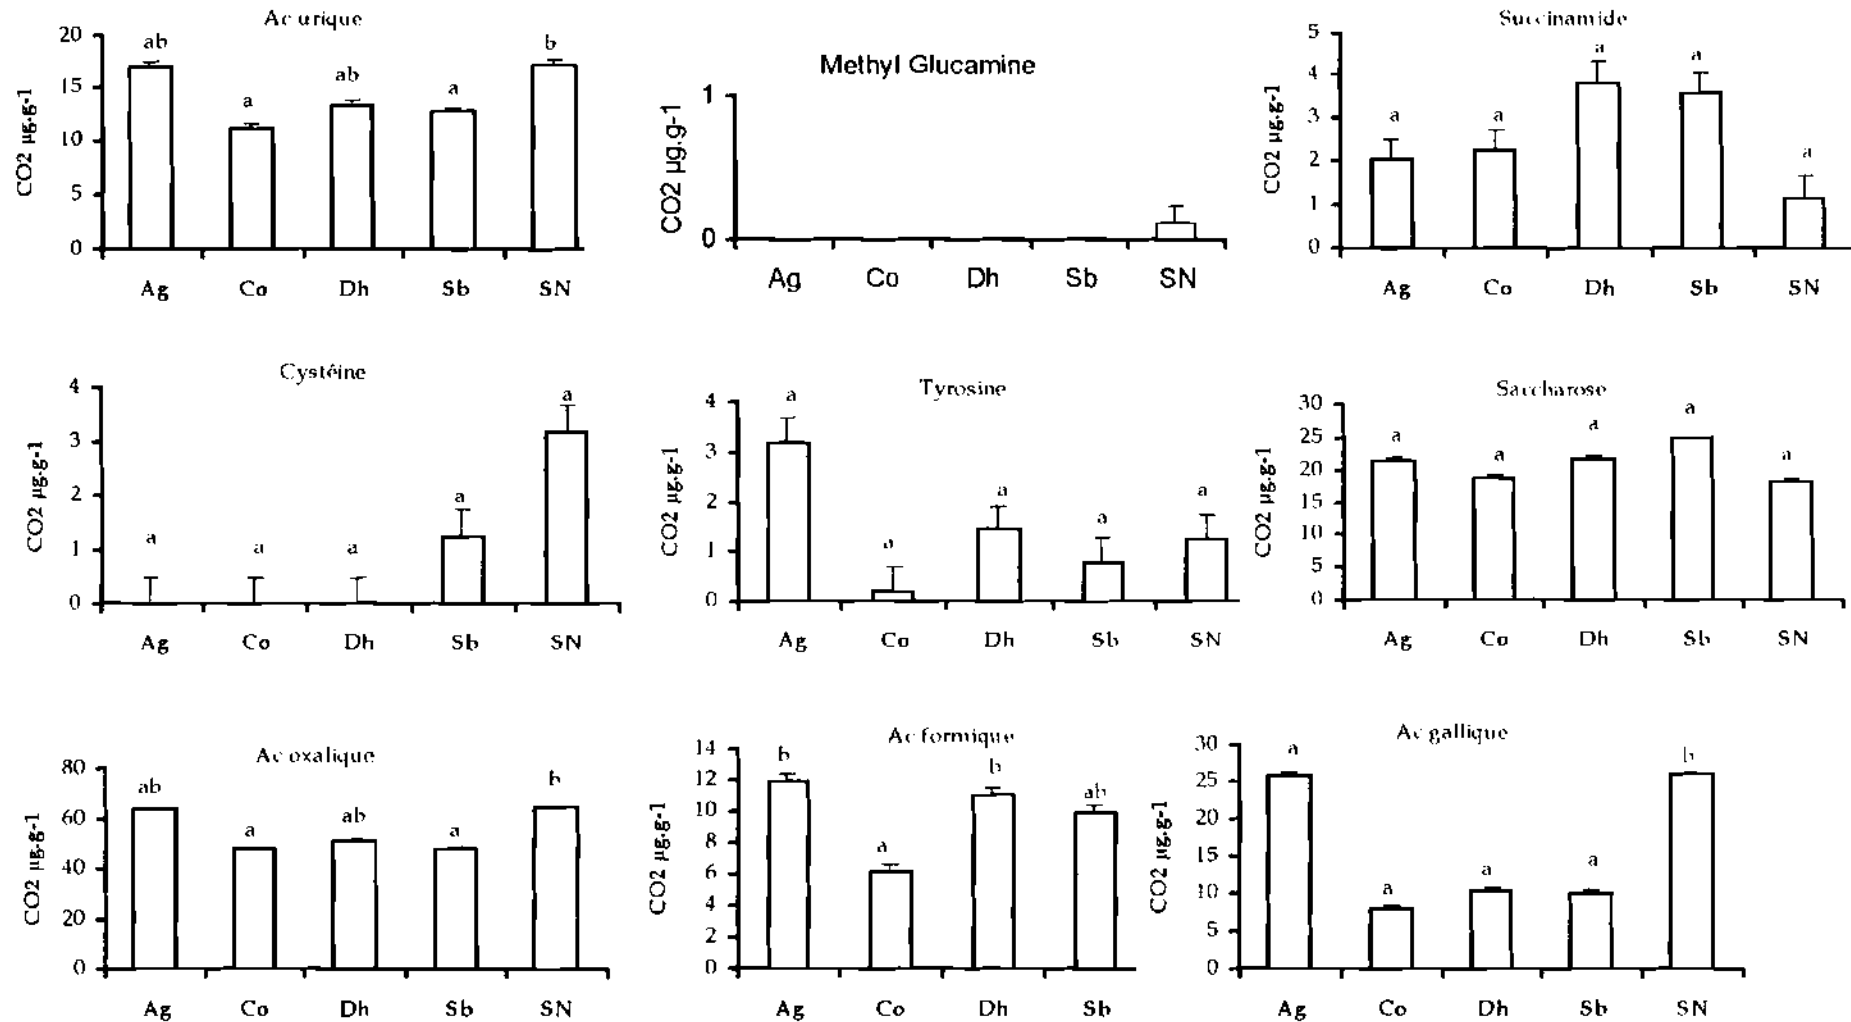 Ac urique
CO2 µg.g-1
20
15
10
5
0
ab
a
ab
a
b
Ag Co Dh Sb SN
Methyl Glucamine
CO2 µg.g-1
1
0
Ag Co Dh Sb SN
Succinamide
CO2 µg.g-1
5
4
3
2
1
0
a
a
a
a
a
Ag Co Dh Sb SN
Cystéine
CO2 µg.g-1
4
3
2
1
0
a
a
a
a
a
Ag Co Dh Sb SN
Tyrosine
CO2 µg.g-1
4
3
2
1
0
a
a
a
a
a
Ag Co Dh Sb SN
Saccharose
CO2 µg.g-1
30
25
20
15
10
5
0
a
a
a
a
a
Ag Co Dh Sb SN
Ac oxalique
CO2 µg.g-1
80
60
40
20
0
ab
a
ab
a
b
Ag Co Dh Sb SN
Ac formique
CO2 µg.g-1
14
12
10
8
6
4
2
0
b
a
b
ab
Ag Co Dh Sb
Ac gallique
CO2 µg.g-1
30
25
20
15
10
5
0
a
a
a
a
b
Ag Co Dh Sb SN